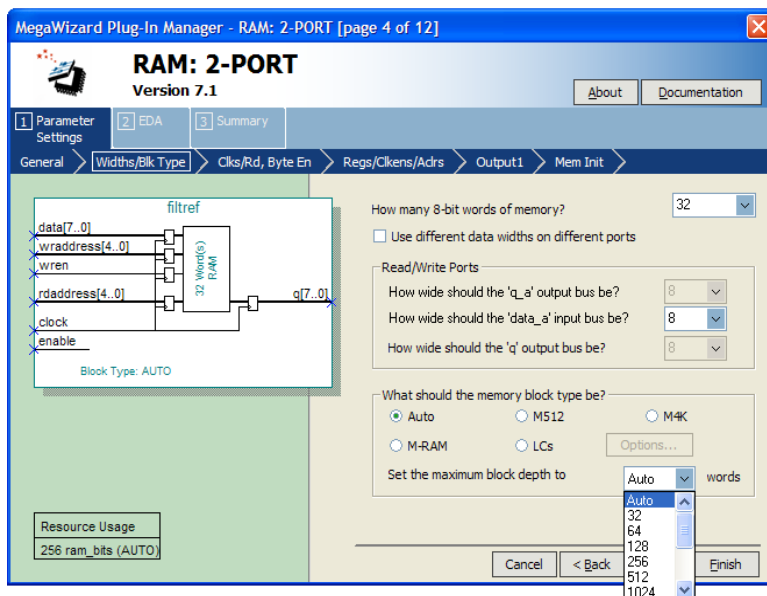 MegaWizard Plug-In Manager - RAM: 2-PORT [page 4 of 12]
RAM: 2-PORT
Version 7.1
About
Documentation
1 Parameter Settings
2 EDA
3 Summary
General
Widths/Blk Type
Clks/Rd, Byte En
Regs/Clkens/Adrs
Output1
Mem Init
filtref
data[7..0]
wraddress[4..0]
wren
rdaddress[4..0]
clock
enable
32 Word(s)
RAM
q[7..0]
Block Type: AUTO
Resource Usage
256 ram_bits (AUTO)
How many 8-bit words of memory?
32
Use different data widths on different ports
Read/Write Ports
How wide should the 'q_a' output bus be?
8
How wide should the 'data_a' input bus be?
8
How wide should the 'q' output bus be?
8
What should the memory block type be?
Auto
M512
M4K
M-RAM
LCs
Options...
Set the maximum block depth to
Auto
words
Auto
32
64
128
256
512
1024
Cancel
< Back
Finish